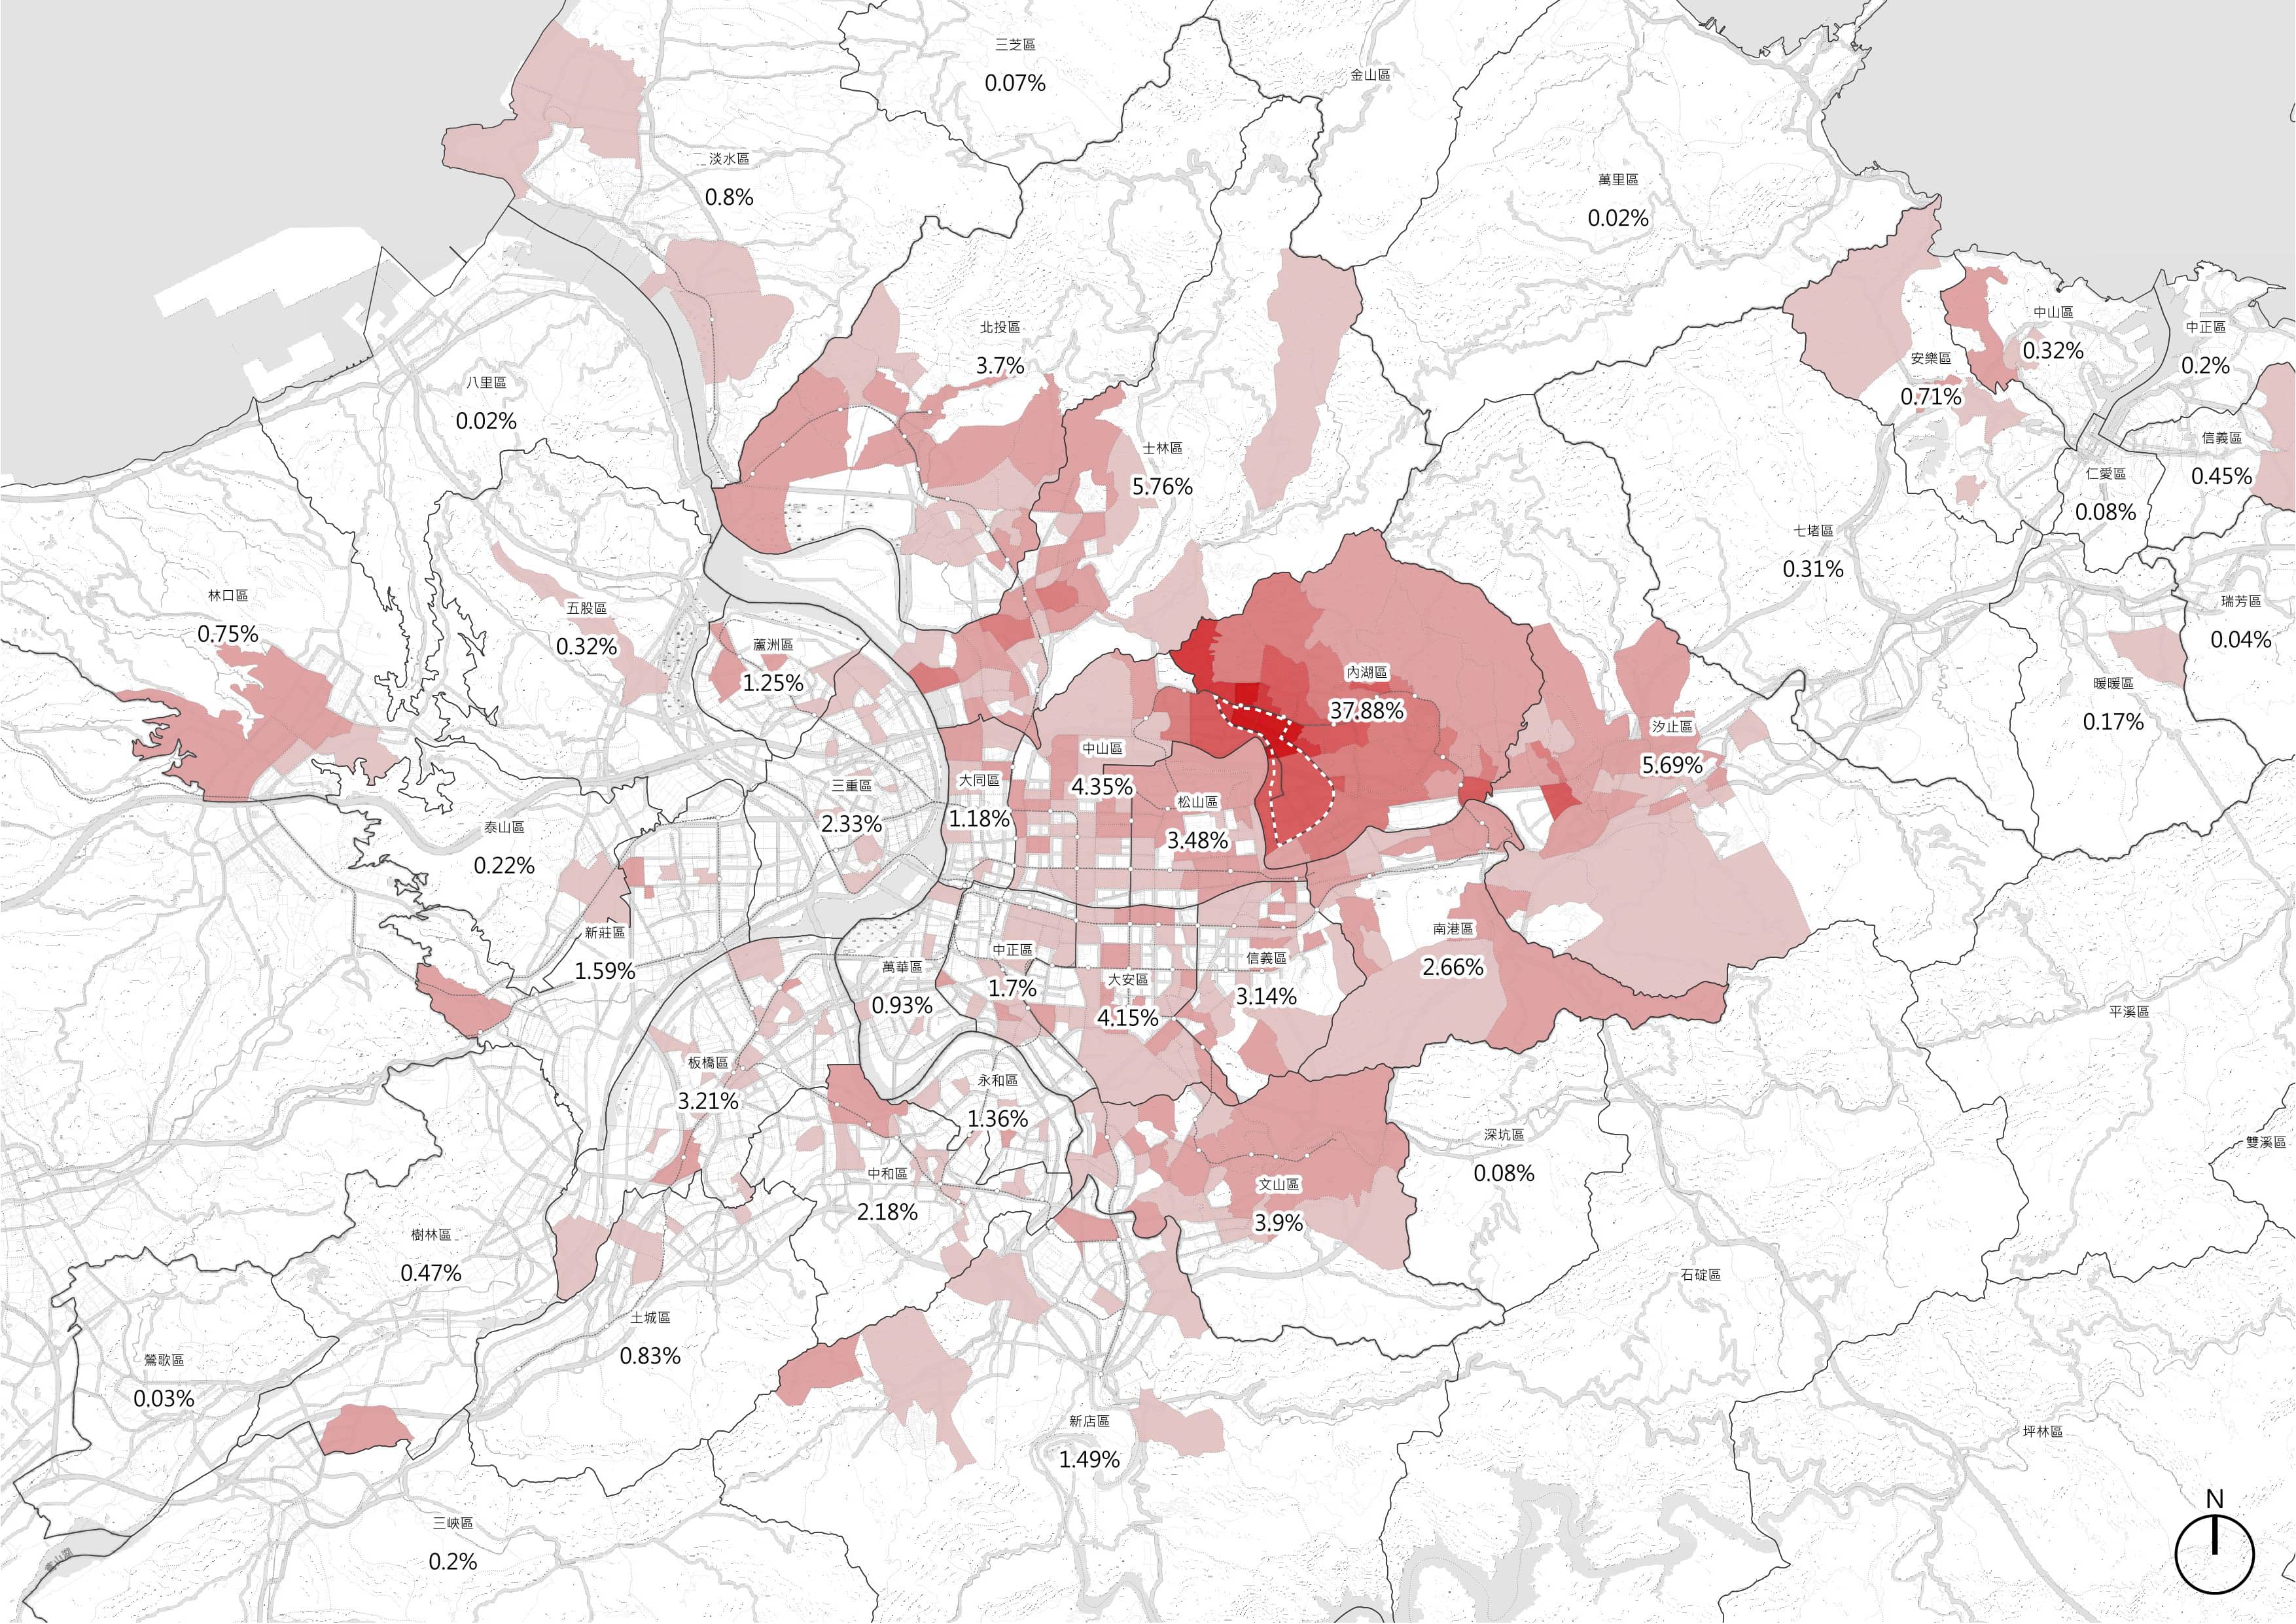 三芝區
0.07%
金山區
淡水區
0.8%
萬里區
0.02%
北投區
3.7%
中山區
0.32%
中正區
0.2%
安樂區
0.71%
八里區
0.02%
士林區
5.76%
信義區
0.45%
仁愛區
0.08%
七堵區
0.31%
林口區
0.75%
五股區
0.32%
瑞芳區
0.04%
蘆洲區
1.25%
內湖區
37.88%
暖暖區
0.17%
汐止區
5.69%
中山區
4.35%
大同區
1.18%
三重區
2.33%
松山區
3.48%
泰山區
0.22%
新莊區
1.59%
南港區
2.66%
中正區
1.7%
信義區
3.14%
萬華區
0.93%
大安區
4.15%
平溪區
板橋區
3.21%
永和區
1.36%
深坑區
0.08%
雙溪區
中和區
2.18%
文山區
3.9%
樹林區
0.47%
石碇區
土城區
0.83%
鶯歌區
0.03%
新店區
1.49%
坪林區
三峽區
0.2%
N